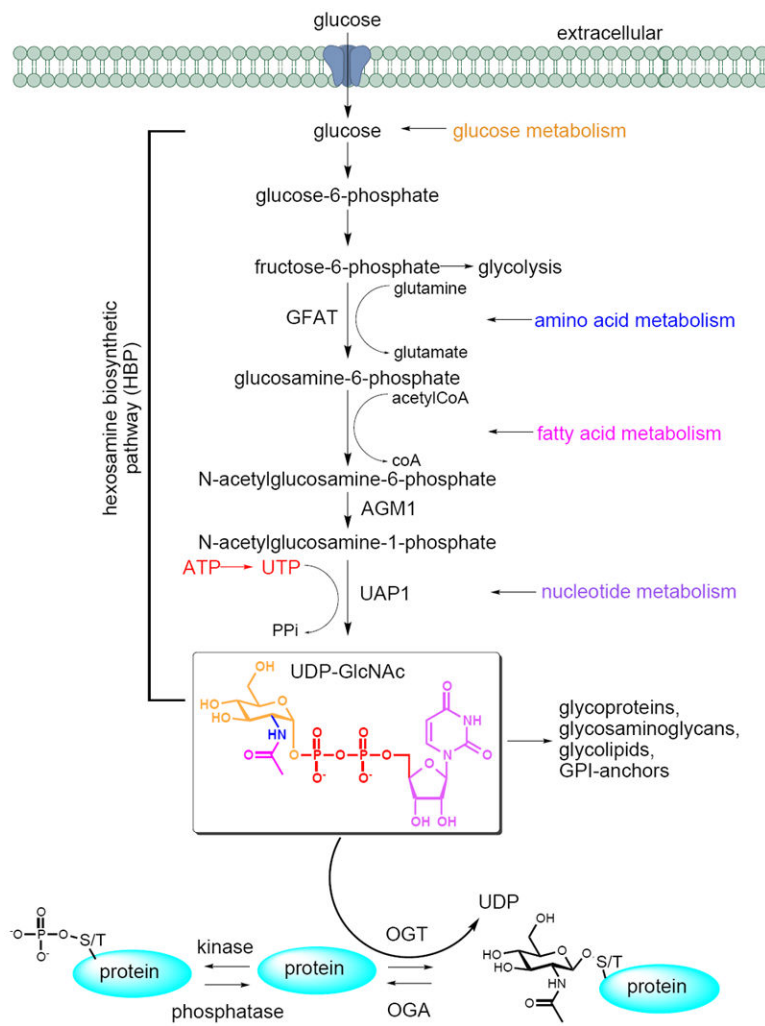 glucose
extracellular
glucose
glucose metabolism
glucose-6-phosphate
fructose-6-phosphate
glycolysis
glutamine
GFAT
amino acid metabolism
glutamate
glucosamine-6-phosphate
acetylCoA
fatty acid metabolism
coA
N-acetylglucosamine-6-phosphate
AGM1
N-acetylglucosamine-1-phosphate
ATP
UTP
UAP1
nucleotide metabolism
PPi
hexosamine biosynthetic
pathway (HBP)
UDP-GlcNAc
OH
HO
HO
O
NH
O
O
O
P
O-
O
O
P
O-
O
O
NH
O
N
O
OH OH
glycoproteins,
glycosaminoglycans,
glycolipids,
GPI-anchors
UDP
OGT
OGA
kinase
phosphatase
O
-O
P
O-
O
S/T
protein
protein
OH
HO
HO
O
O
S/T
NH
O
protein